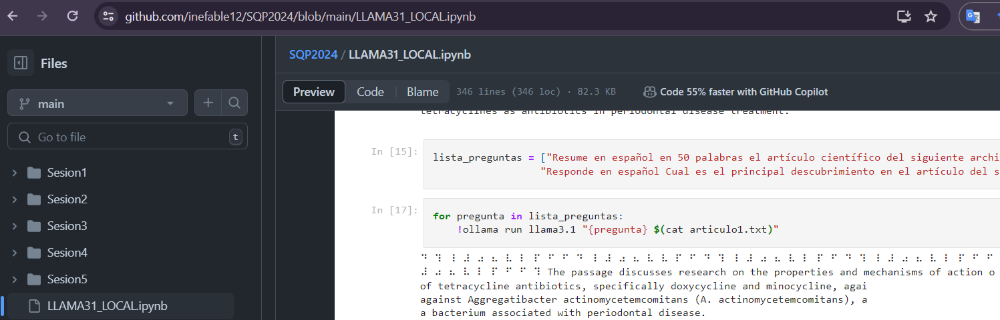 github.com/inefable12/SQP2024/blob/main/LLAMA31_LOCAL.ipynb
Files
SQP2024 / LLAMA31_LOCAL.ipynb
main
Preview Code Blame 346 lines (346 loc) · 82.3 KB Code 55% faster with GitHub Copilot
Go to file t
tetracyclines as antibiotics in periodontal disease treatment.
Sesion1
Sesion2
Sesion3
Sesion4
Sesion5
LLAMA31_LOCAL.ipynb
In [15]: lista_preguntas = ["Resume en español en 50 palabras el artículo científico del siguiente archi
"Responde en español Cual es el principal descubrimiento en el artículo del s
In [17]: for pregunta in lista_preguntas:
!ollama run llama3.1 "{pregunta} $(cat articulo1.txt)"
The passage discusses research on the properties and mechanisms of action o
of tetracycline antibiotics, specifically doxycycline and minocycline, agai
against Aggregatibacter actinomycetemcomitans (A. actinomycetemcomitans), a
a bacterium associated with periodontal disease.